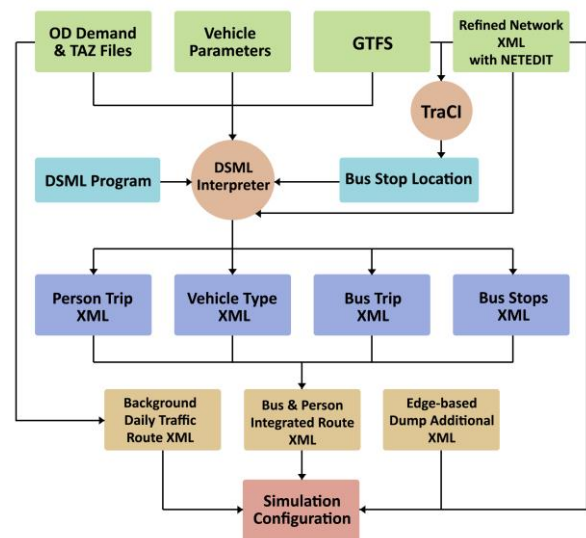 OD Demand
& TAZ Files
Vehicle
Parameters
GTFS
Refined Network
XML
with NETEDIT
TraCI
DSML Program
DSML
Interpreter
Bus Stop Location
Person Trip
XML
Vehicle Type
XML
Bus Trip
XML
Bus Stops
XML
Background
Daily Traffic
Route XML
Bus & Person
Integrated Route
XML
Edge-based
Dump Additional
XML
Simulation
Configuration